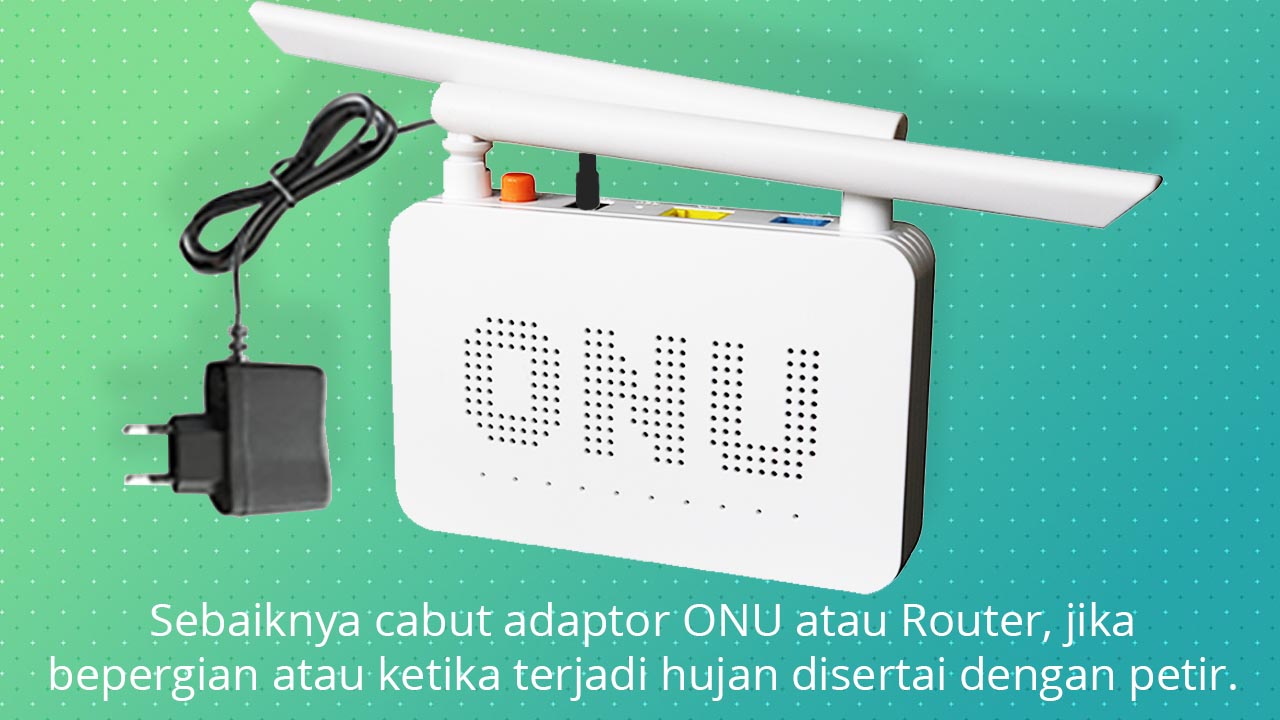 ONU
Sebaiknya cabut adaptor ONU atau Router, jika
bepergian atau ketika terjadi hujan disertai dengan petir.